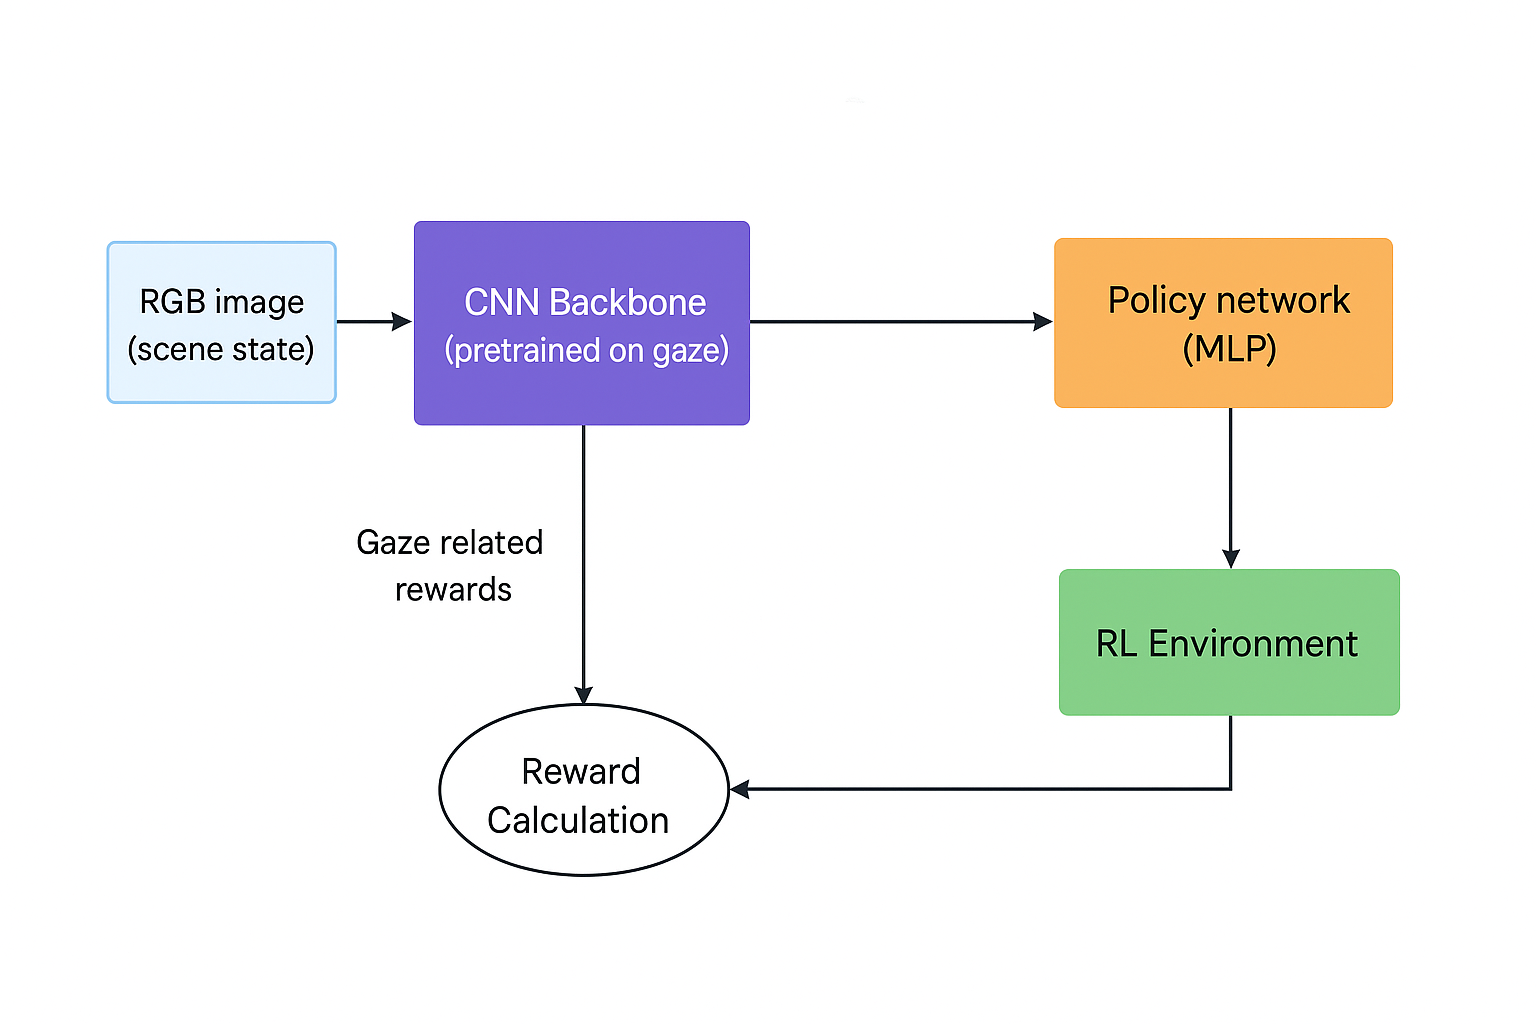 RGB image
(scene state)
CNN Backbone
(pretrained on gaze)
Policy network
(MLP)
Gaze related
rewards
RL Environment
Reward
Calculation